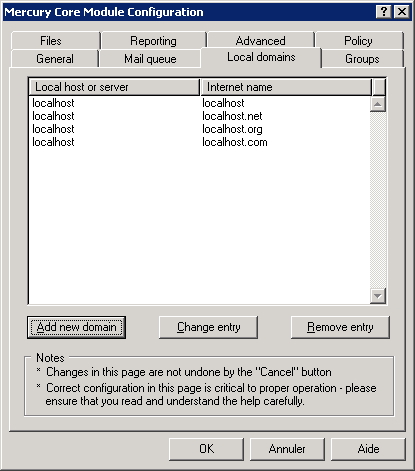 Mercury Core Module Configuration
Files Reporting Advanced Policy
General Mail queue Local domains Groups
Local host or server Internet name
localhost localhost
localhost localhost.net
localhost localhost.org
localhost localhost.com
Add new domain Change entry Remove entry
Notes
* Changes in this page are not undone by the "Cancel" button
* Correct configuration in this page is critical to proper operation - please
ensure that you read and understand the help carefully.
OK Annuler Aide